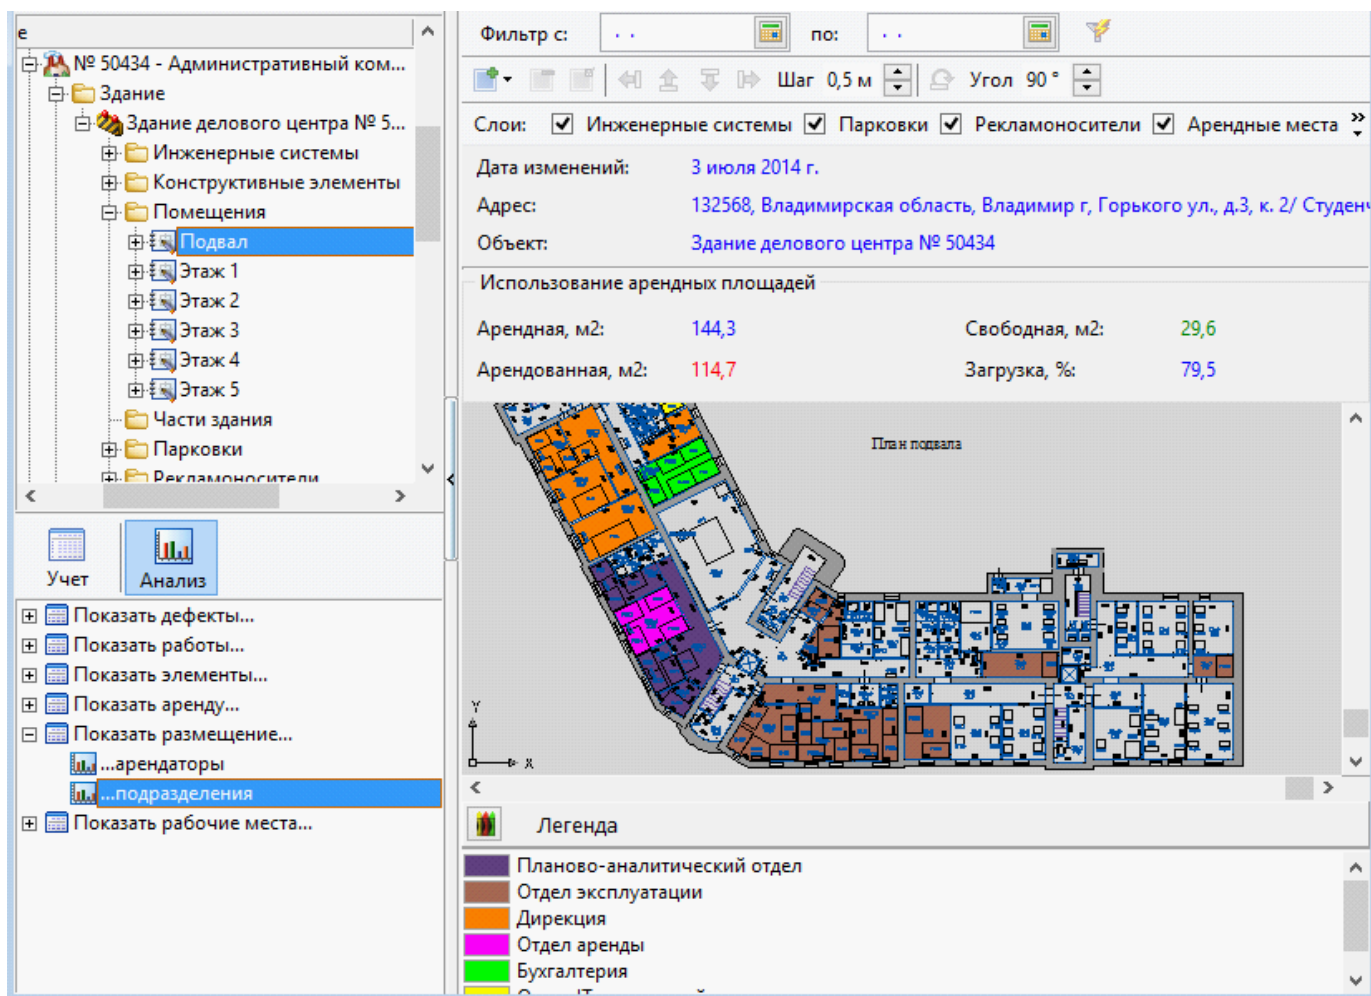 е
№ 50434 - Административный ком...
Здание
Здание делового центра № 5...
Инженерные системы
Конструктивные элементы
Помещения
Подвал
Этаж 1
Этаж 2
Этаж 3
Этаж 4
Этаж 5
Части здания
Парковки
Рекламоносители
Учет
Анализ
Показать дефекты...
Показать работы...
Показать элементы...
Показать аренду...
Показать размещение...
...арендаторы
...подразделения
Показать рабочие места...
Фильтр с: . . по: . .
Шаг 0,5 м Угол 90 °
Слои: Инженерные системы Парковки Рекламоносители Арендные места
Дата изменений: 3 июля 2014 г.
Адрес: 132568, Владимирская область, Владимир г, Горького ул., д.3, к. 2/ Студенч
Объект: Здание делового центра № 50434
Использование арендных площадей
Арендная, м2: 144,3 Свободная, м2: 29,6
Арендованная, м2: 114,7 Загрузка, %: 79,5
План подвала
Y
X
Легенда
Планово-аналитический отдел
Отдел эксплуатации
Дирекция
Отдел аренды
Бухгалтерия